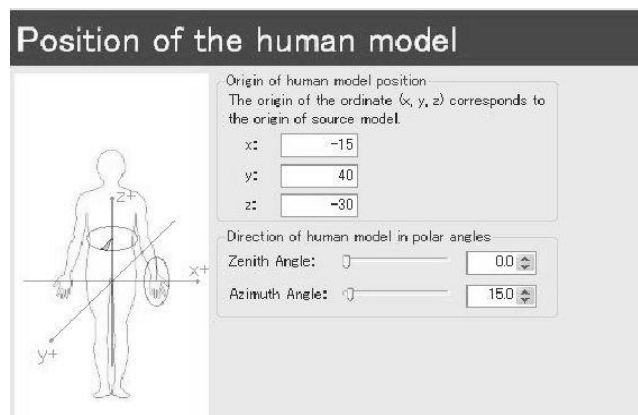 Position of the human model
Origin of human model position
The origin of the ordinate (x, y, z) corresponds to
the origin of source model.
x: -15
y: 40
z: -30
Direction of human model in polar angles
Zenith Angle: 0.0
Azimuth Angle: 15.0
z+
x+
y+